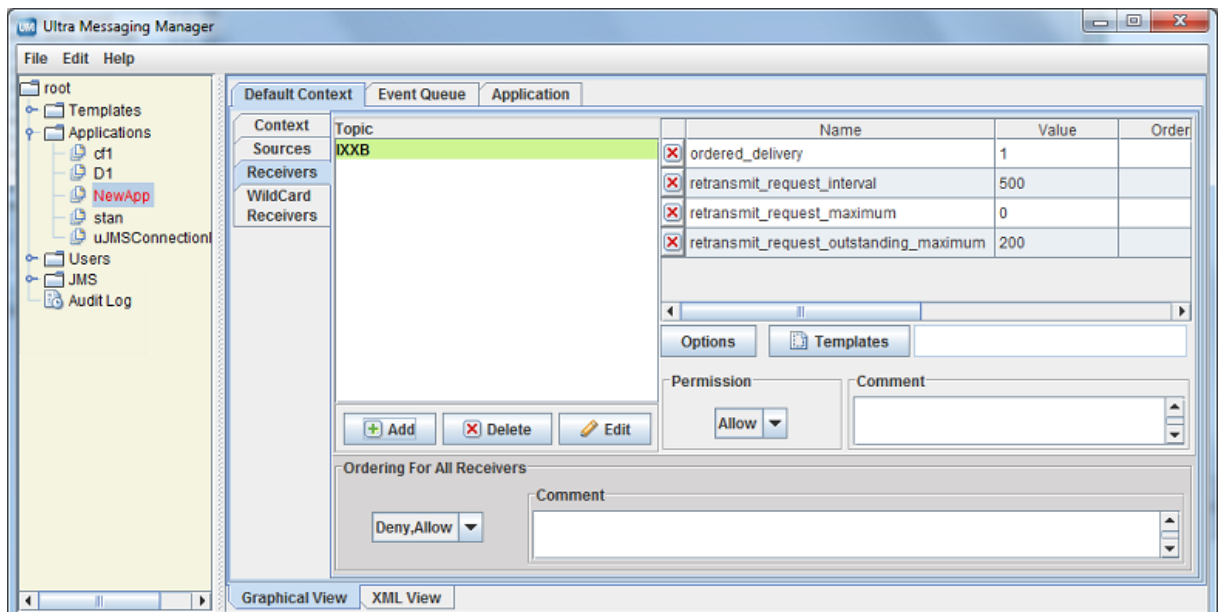 UM Ultra Messaging Manager
File Edit Help
root
Templates
Applications
cf1
D1
NewApp
stan
uJMSConnectionl
Users
JMS
Audit Log
Default Context Event Queue Application
Context
Sources
Receivers
WildCard
Receivers
Topic
IXXB
Name Value Order
ordered_delivery 1
retransmit_request_interval 500
retransmit_request_maximum 0
retransmit_request_outstanding_maximum 200
Options Templates
Permission
Allow
Comment
Add Delete Edit
Ordering For All Receivers
Deny,Allow
Comment
Graphical View XML View